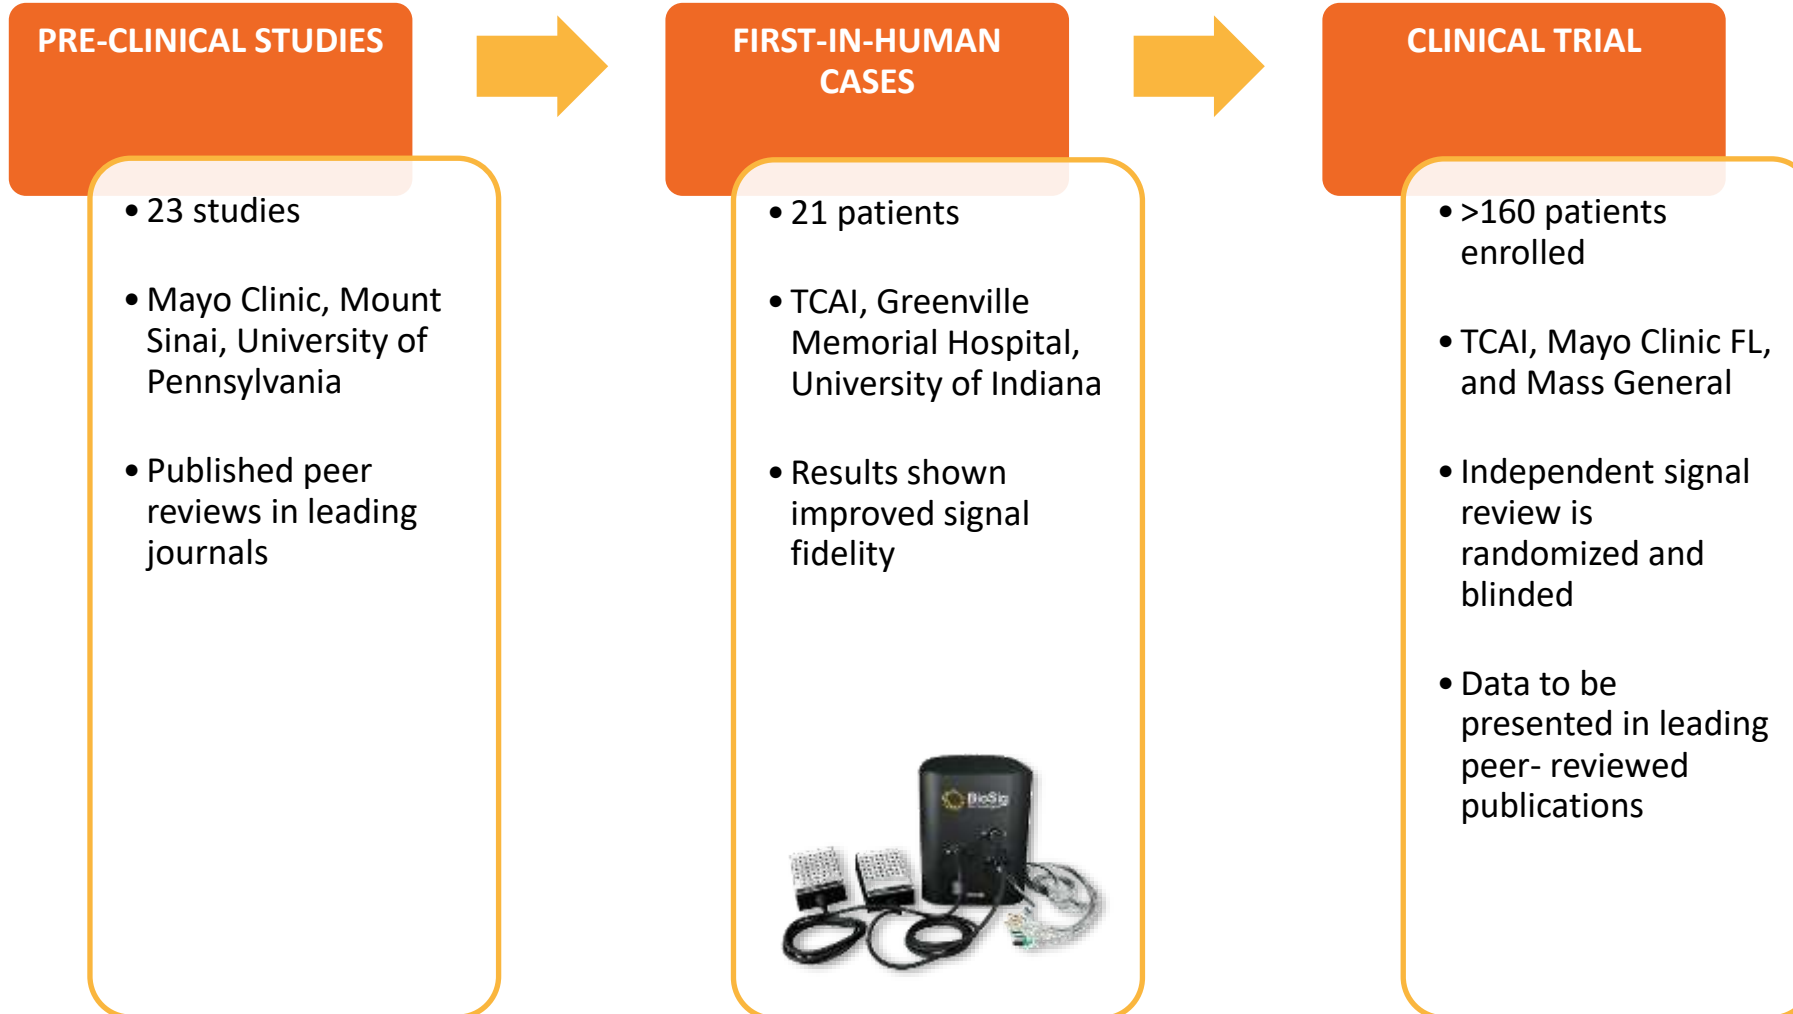 PRE-CLINICAL STUDIES
• 23 studies
• Mayo Clinic, Mount
Sinai, University of
Pennsylvania
• Published peer
reviews in leading
journals
FIRST-IN-HUMAN
CASES
• 21 patients
• TCAI, Greenville
Memorial Hospital,
University of Indiana
• Results shown
improved signal
fidelity
BioSig
CLINICAL TRIAL
• >160 patients
enrolled
• TCAI, Mayo Clinic FL,
and Mass General
• Independent signal
review is
randomized and
blinded
• Data to be
presented in leading
peer- reviewed
publications